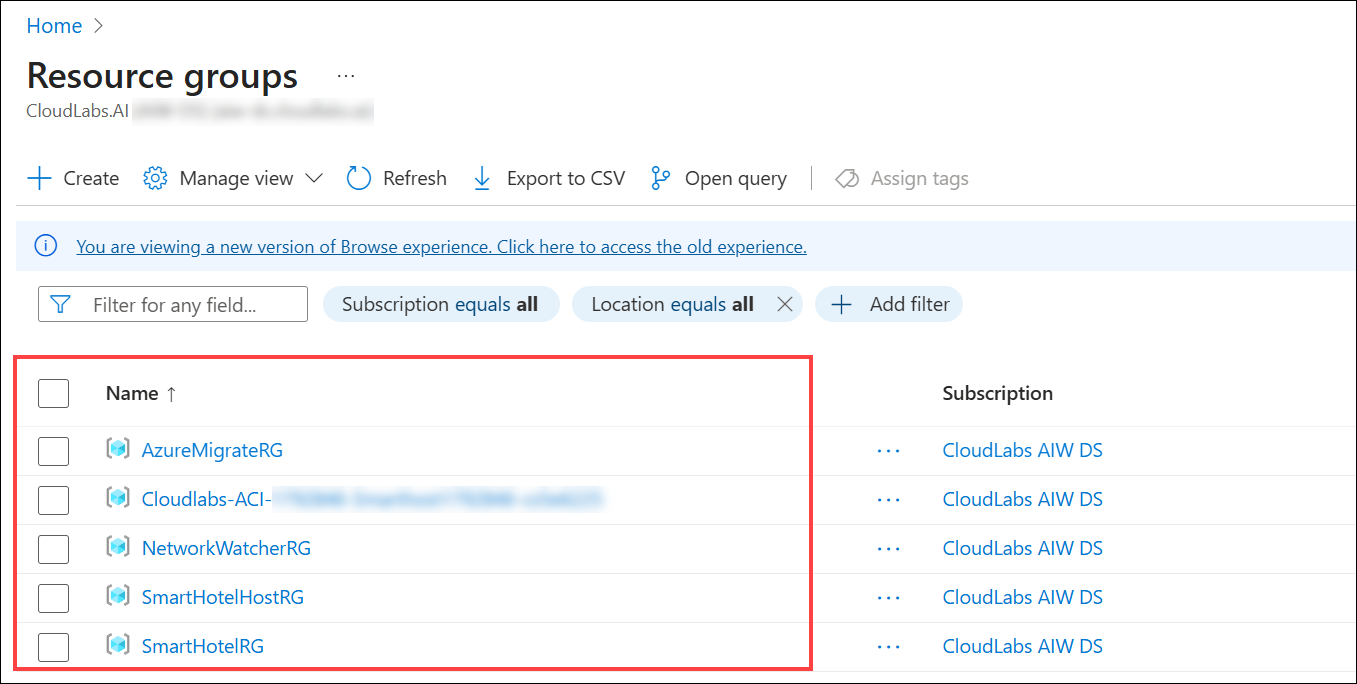 Home
Resource groups ...
CloudLabs.AI
Create Manage view Refresh Export to CSV Open query Assign tags
You are viewing a new version of Browse experience. Click here to access the old experience.
Filter for any field... Subscription equals all Location equals all Add filter
Name ↑ Subscription
AzureMigrateRG ... CloudLabs AIW DS
Cloudlabs-ACI- ... CloudLabs AIW DS
NetworkWatcherRG ... CloudLabs AIW DS
SmartHotelHostRG ... CloudLabs AIW DS
SmartHotelRG ... CloudLabs AIW DS